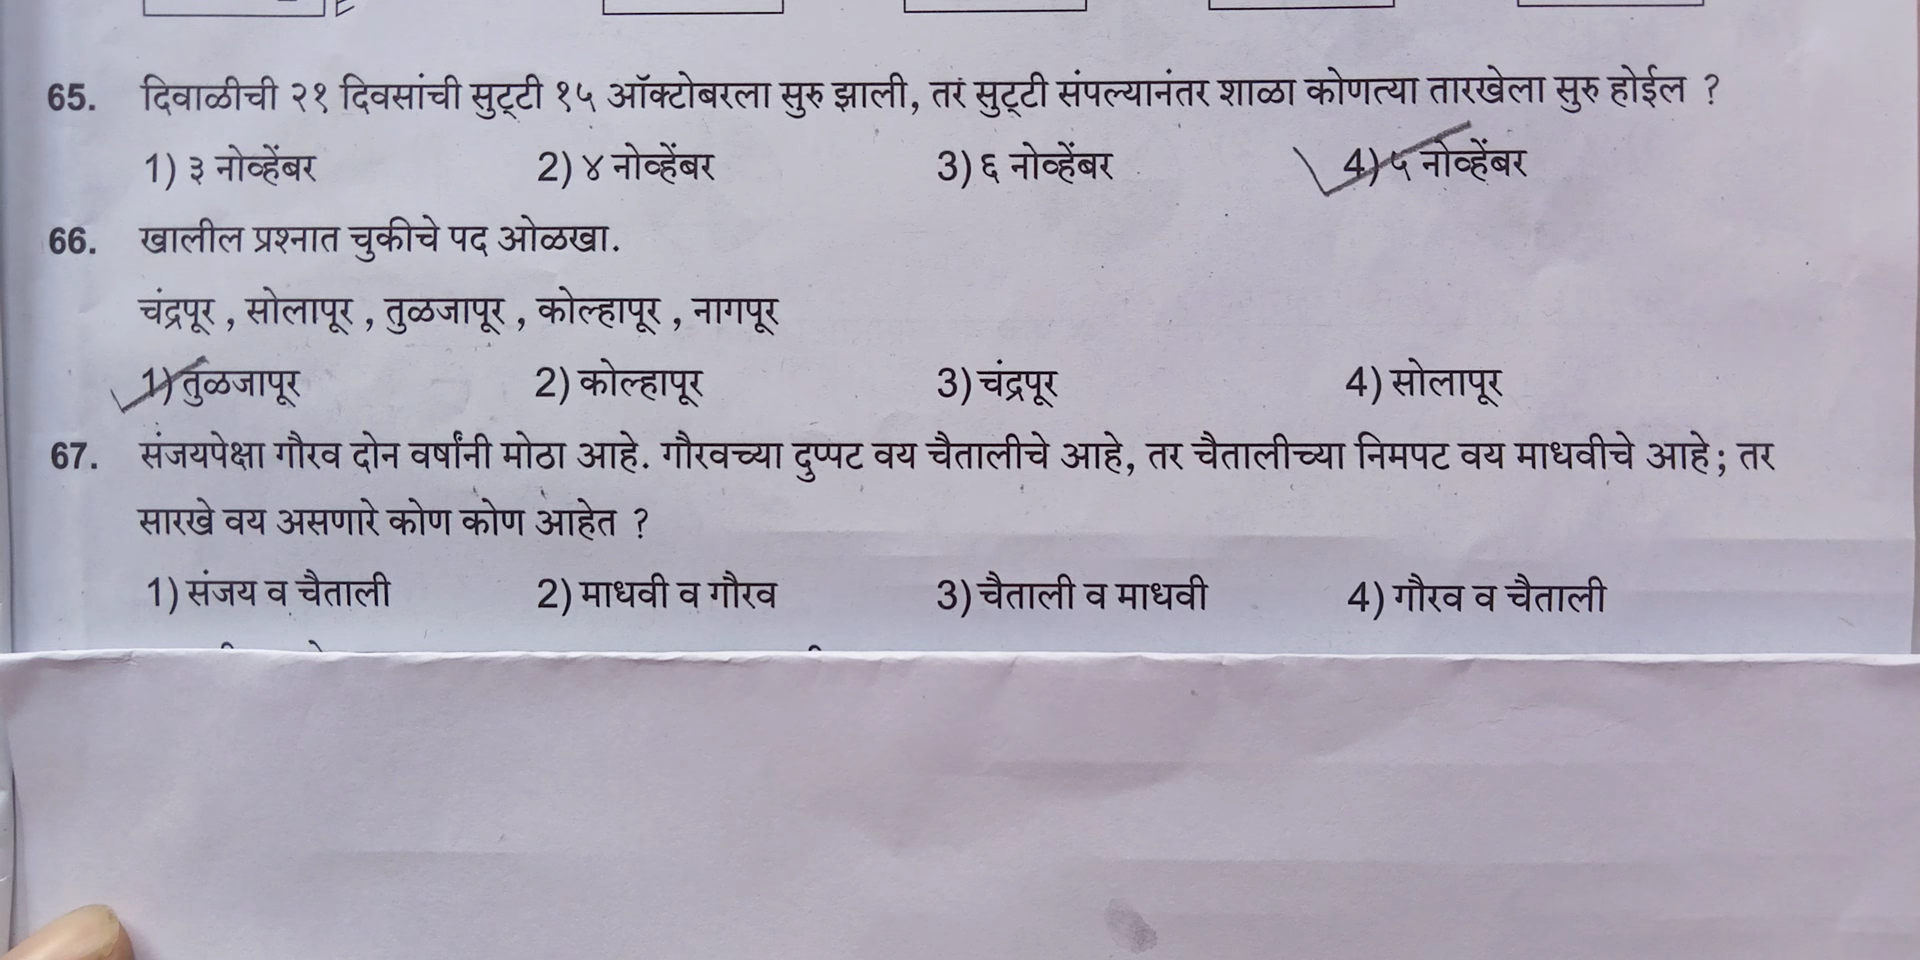 65. दिवाळीची २१ दिवसांची सुट्टी १५ ऑक्टोबरला सुरु झाली, तर सुट्टी संपल्यानंतर शाळा कोणत्या तारखेला सुरु होईल ?
1) ३ नोव्हेंबर 2) ४ नोव्हेंबर 3) ६ नोव्हेंबर 4) ५ नोव्हेंबर
66. खालील प्रश्नात चुकीचे पद ओळखा.
चंद्रपूर , सोलापूर , तुळजापूर , कोल्हापूर , नागपूर
1) तुळजापूर 2) कोल्हापूर 3) चंद्रपूर 4) सोलापूर
67. संजयपेक्षा गौरव दोन वर्षांनी मोठा आहे. गौरवच्या दुप्पट वय चैतालीचे आहे, तर चैतालीच्या निमपट वय माधवीचे आहे; तर
सारखे वय असणारे कोण कोण आहेत ?
1) संजय व चैताली 2) माधवी व गौरव 3) चैताली व माधवी 4) गौरव व चैताली